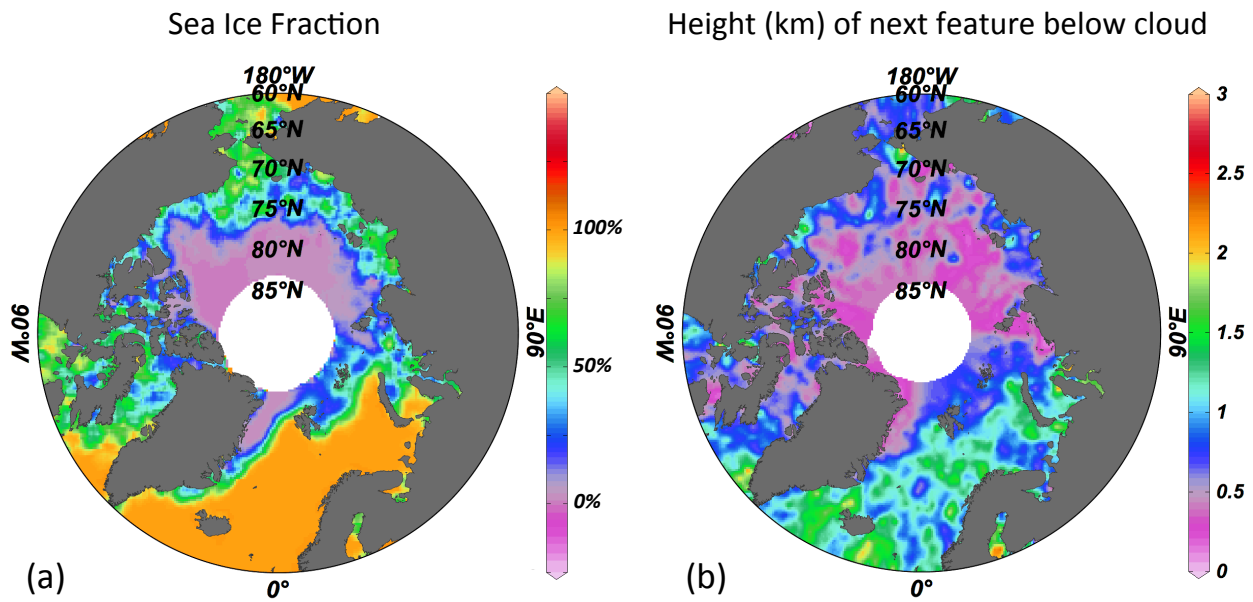 Sea Ice Fraction
Height (km) of next feature below cloud
180°W
60°N
65°N
70°N
75°N
80°N
85°N
90°W
90°E
0°
100%
50%
0%
(a)
180°W
60°N
65°N
70°N
75°N
80°N
85°N
90°W
90°E
0°
3
2.5
2
1.5
1
0.5
0
(b)